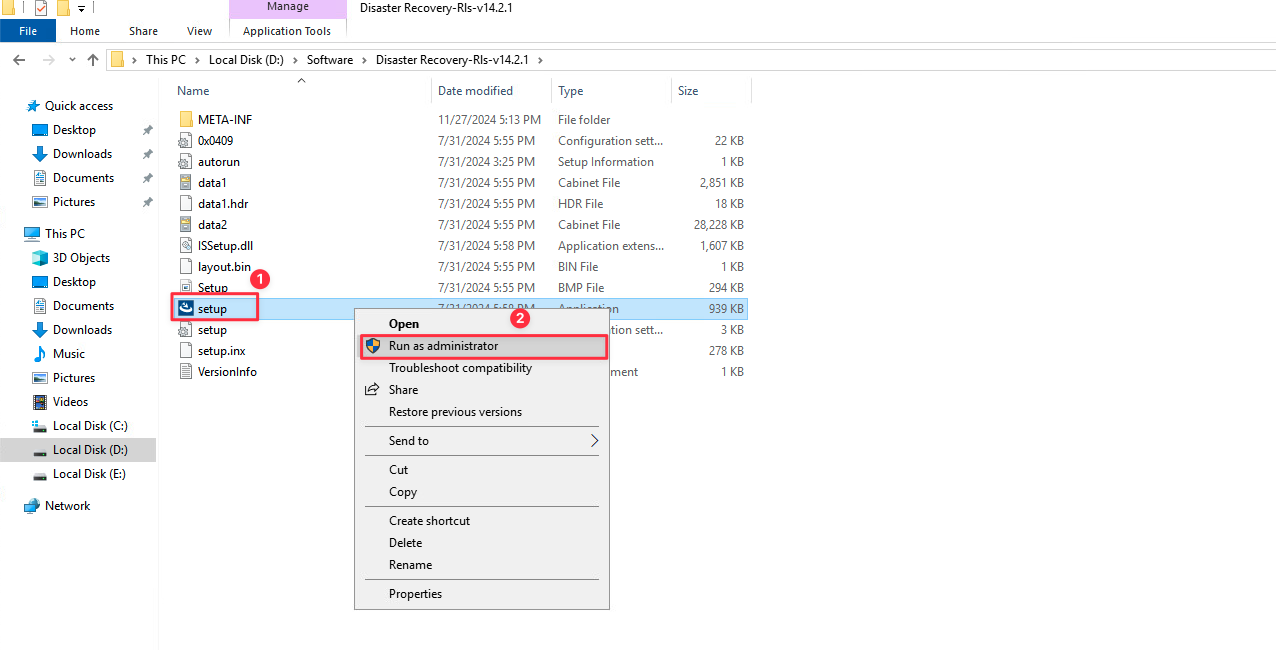 Manage
Disaster Recovery-Rls-v14.2.1
File Home Share View Application Tools
This PC > Local Disk (D:) > Software > Disaster Recovery-Rls-v14.2.1 >
Name Date modified Type Size
Quick access
Desktop
Downloads
Documents
Pictures
This PC
3D Objects
Desktop
Documents
Downloads
Music
Pictures
Videos
Local Disk (C:)
Local Disk (D:)
Local Disk (E:)
Network
META-INF 11/27/2024 5:13 PM File folder
0x0409 7/31/2024 5:55 PM Configuration sett... 22 KB
autorun 7/31/2024 3:25 PM Setup Information 1 KB
data1 7/31/2024 5:55 PM Cabinet File 2,851 KB
data1.hdr 7/31/2024 5:55 PM HDR File 18 KB
data2 7/31/2024 5:55 PM Cabinet File 28,228 KB
ISSetup.dll 7/31/2024 5:58 PM Application extens... 1,607 KB
layout.bin 7/31/2024 5:55 PM BIN File 1 KB
1
Setup 7/31/2024 5:55 PM BMP File 294 KB
setup 7/31/2024 5:58 PM Application 939 KB
setup tion sett... 3 KB
setup.inx 278 KB
VersionInfo ment 1 KB
2
Open
Run as administrator
Troubleshoot compatibility
Share
Restore previous versions
Send to
Cut
Copy
Create shortcut
Delete
Rename
Properties